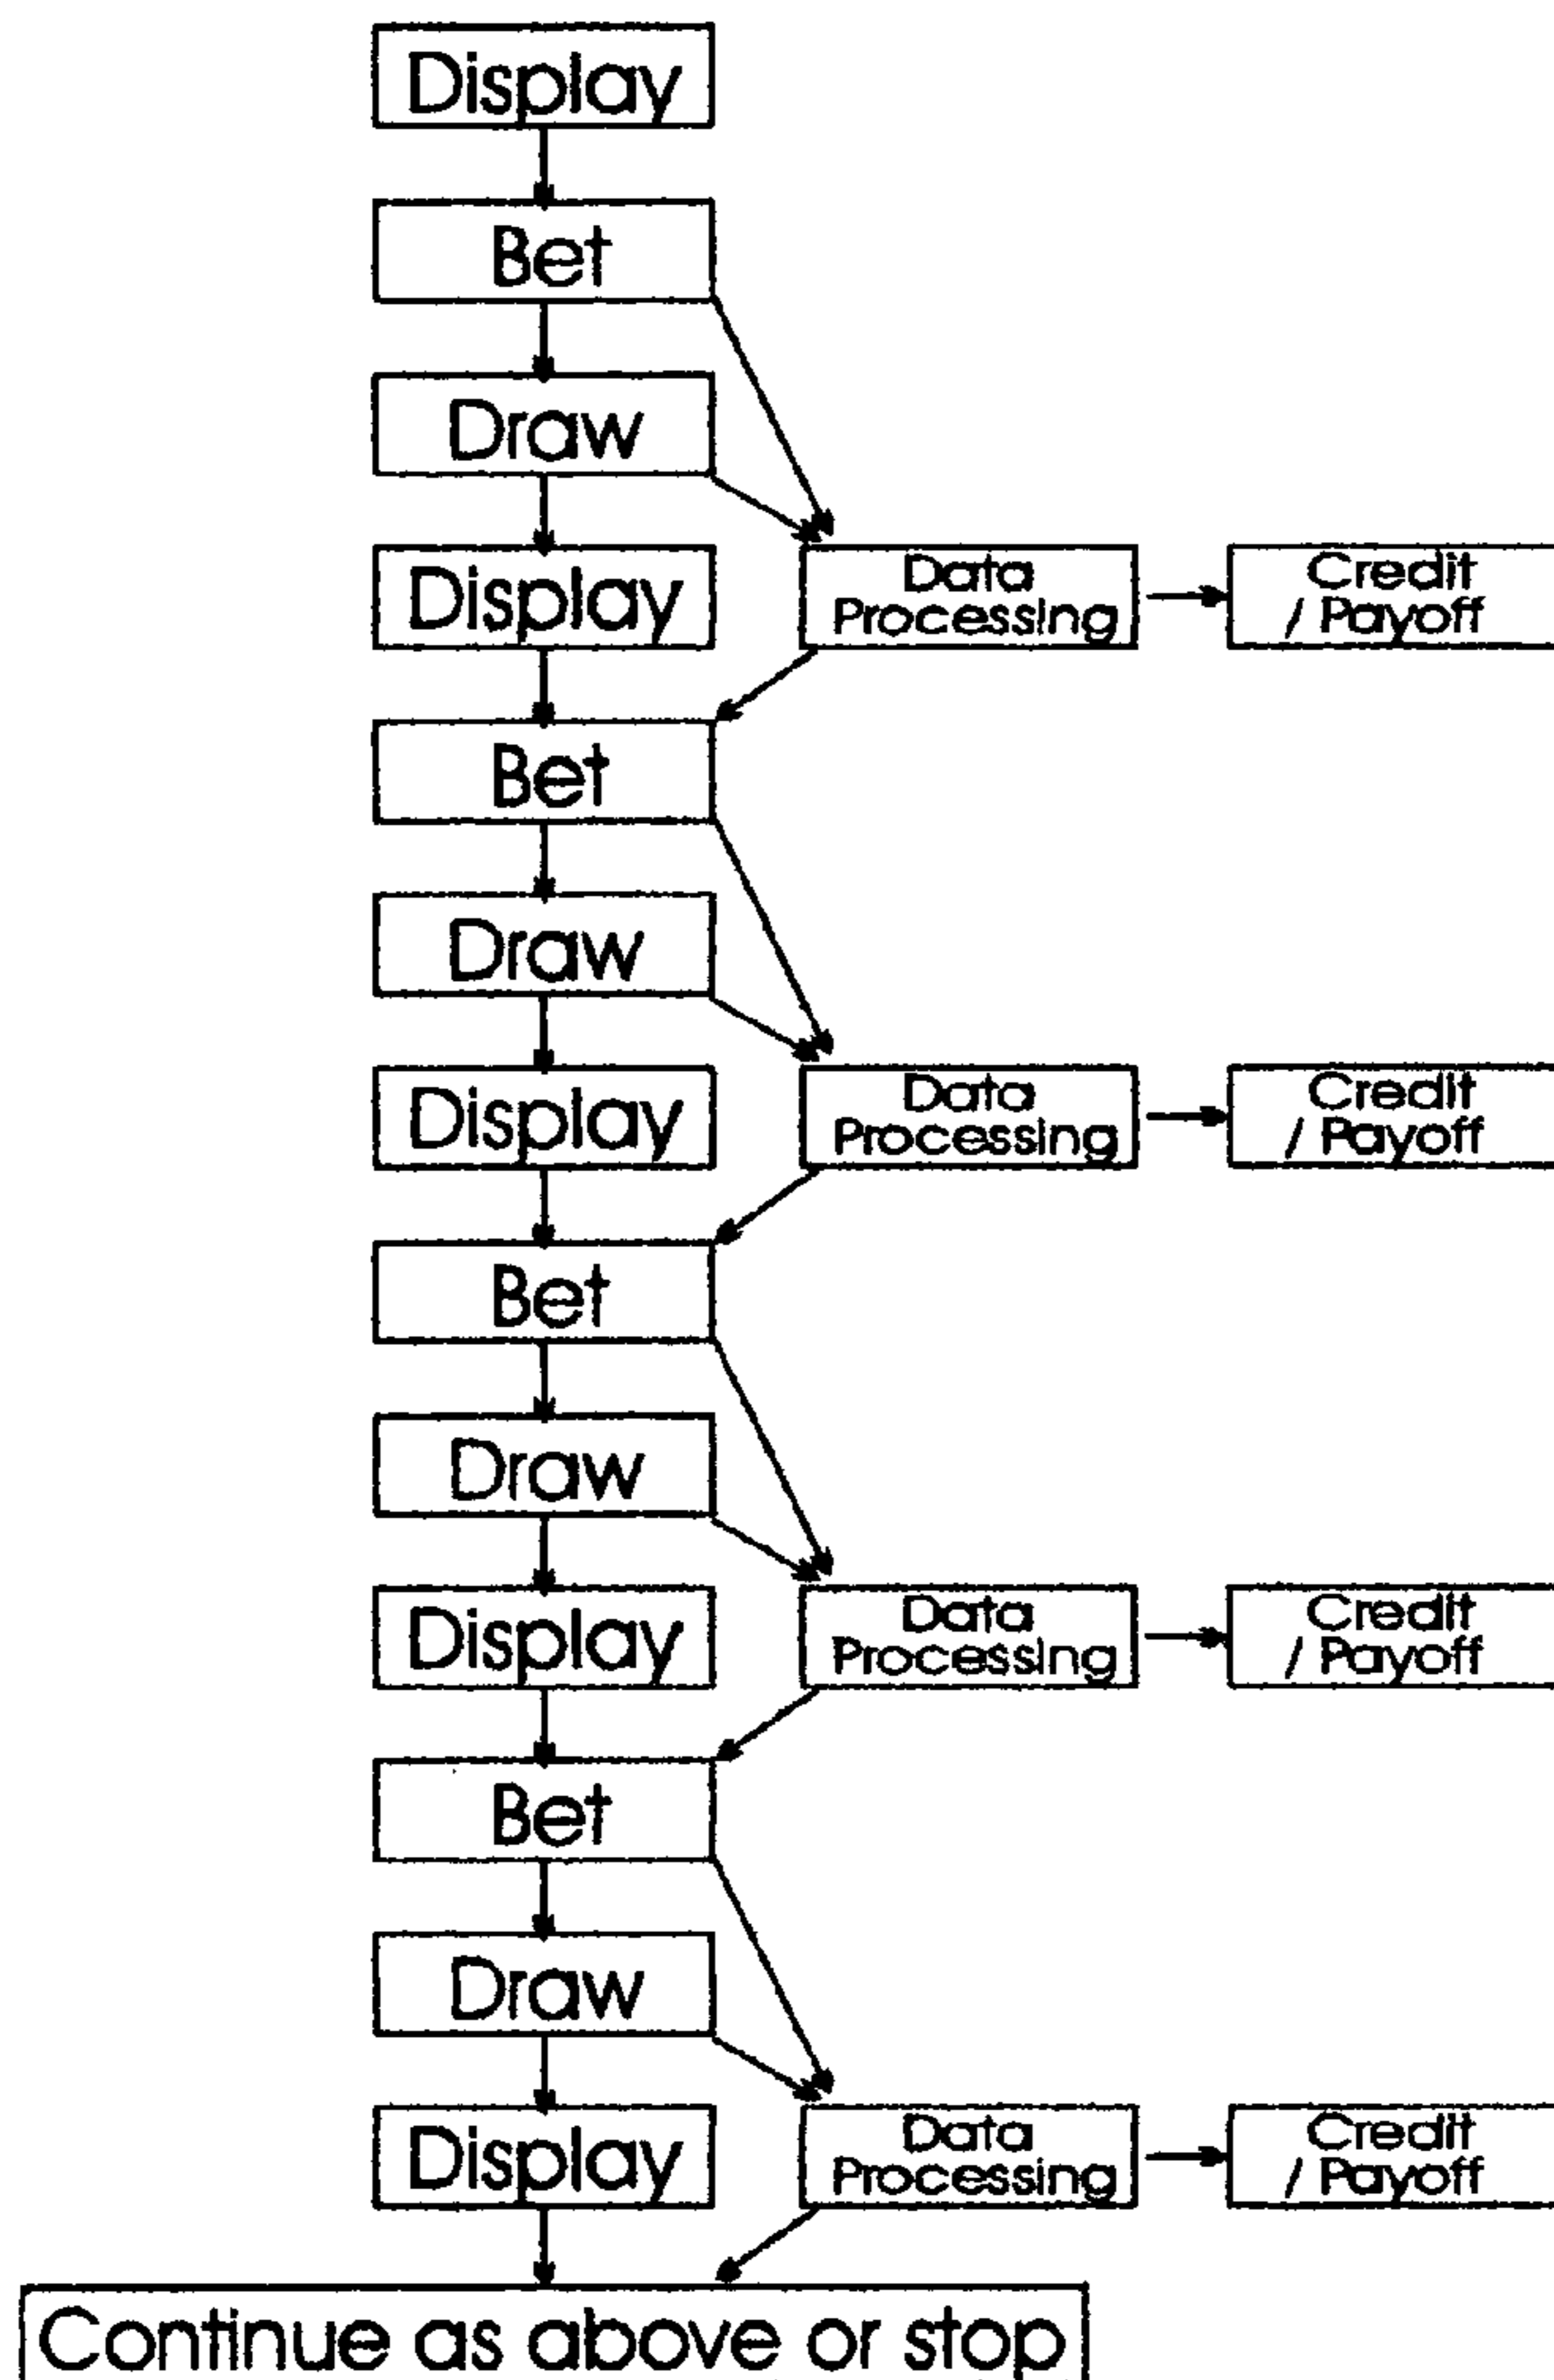 Display
Bet
Draw
Display
Data
Processing
Credit
/ Payoff
Bet
Draw
Display
Data
Processing
Credit
/ Payoff
Bet
Draw
Display
Data
Processing
Credit
/ Payoff
Bet
Draw
Display
Data
Processing
Credit
/ Payoff
Continue as above or stop